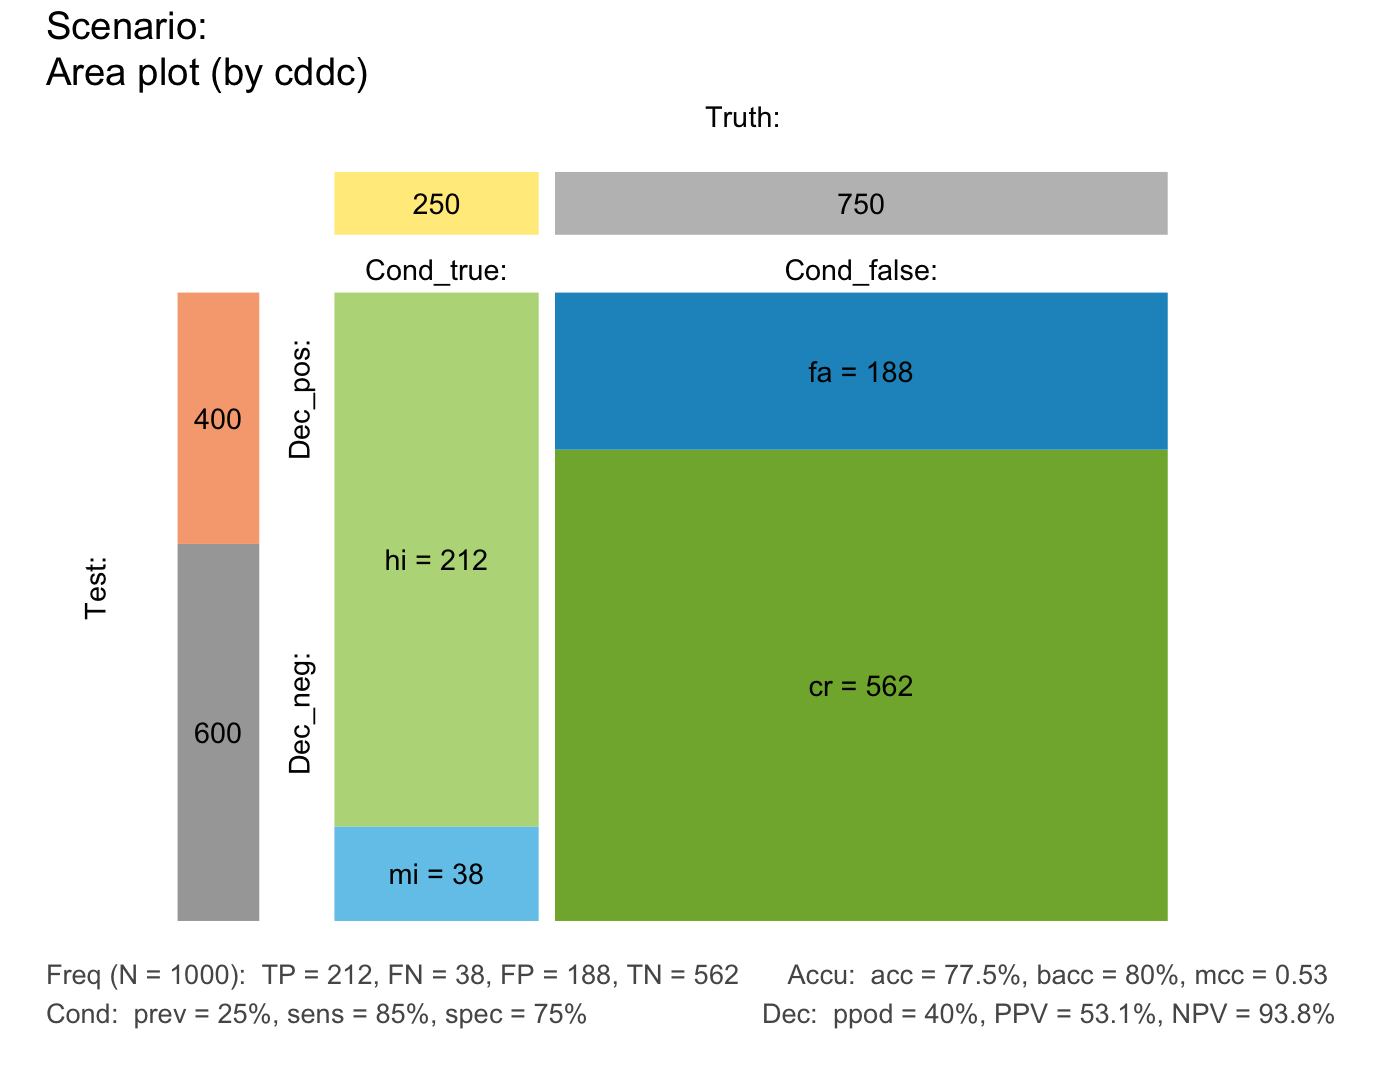 Scenario:
Area plot (by cddc)
Truth:
250
750
Cond_true:
Cond_false:
Test:
400
600
Dec_pos:
Dec_neg:
hi = 212
mi = 38
fa = 188
cr = 562
Freq (N = 1000):  TP = 212, FN = 38, FP = 188, TN = 562
Accu:  acc = 77.5%, bacc = 80%, mcc = 0.53
Cond:  prev = 25%, sens = 85%, spec = 75%
Dec:  ppod = 40%, PPV = 53.1%, NPV = 93.8%